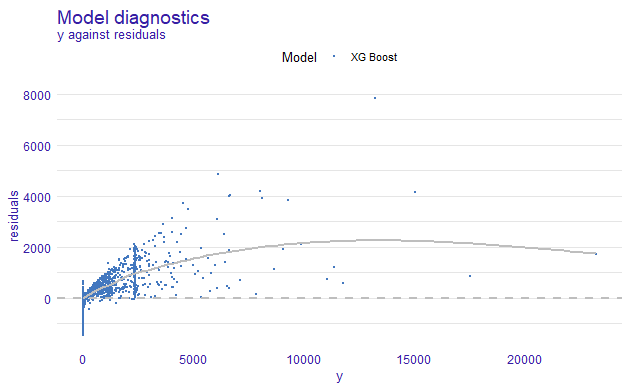 Model diagnostics
y against residuals
Model XG Boost
8000
6000
4000
2000
0
residuals
0 5000 10000 15000 20000
y